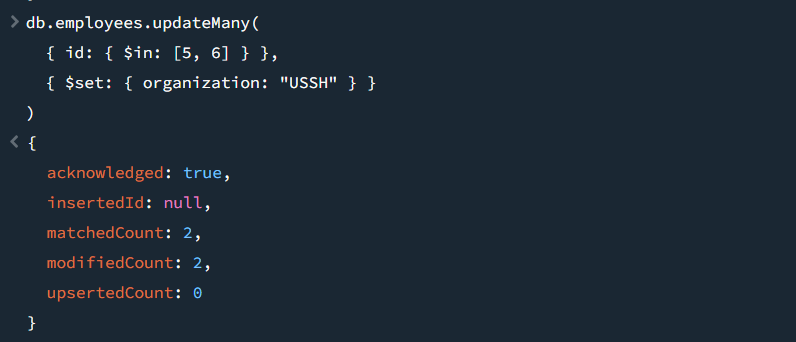 > db.employees.updateMany(
{ id: { $in: [5, 6] } },
{ $set: { organization: "USSH" } }
)
< {
acknowledged: true,
insertedId: null,
matchedCount: 2,
modifiedCount: 2,
upsertedCount: 0
}